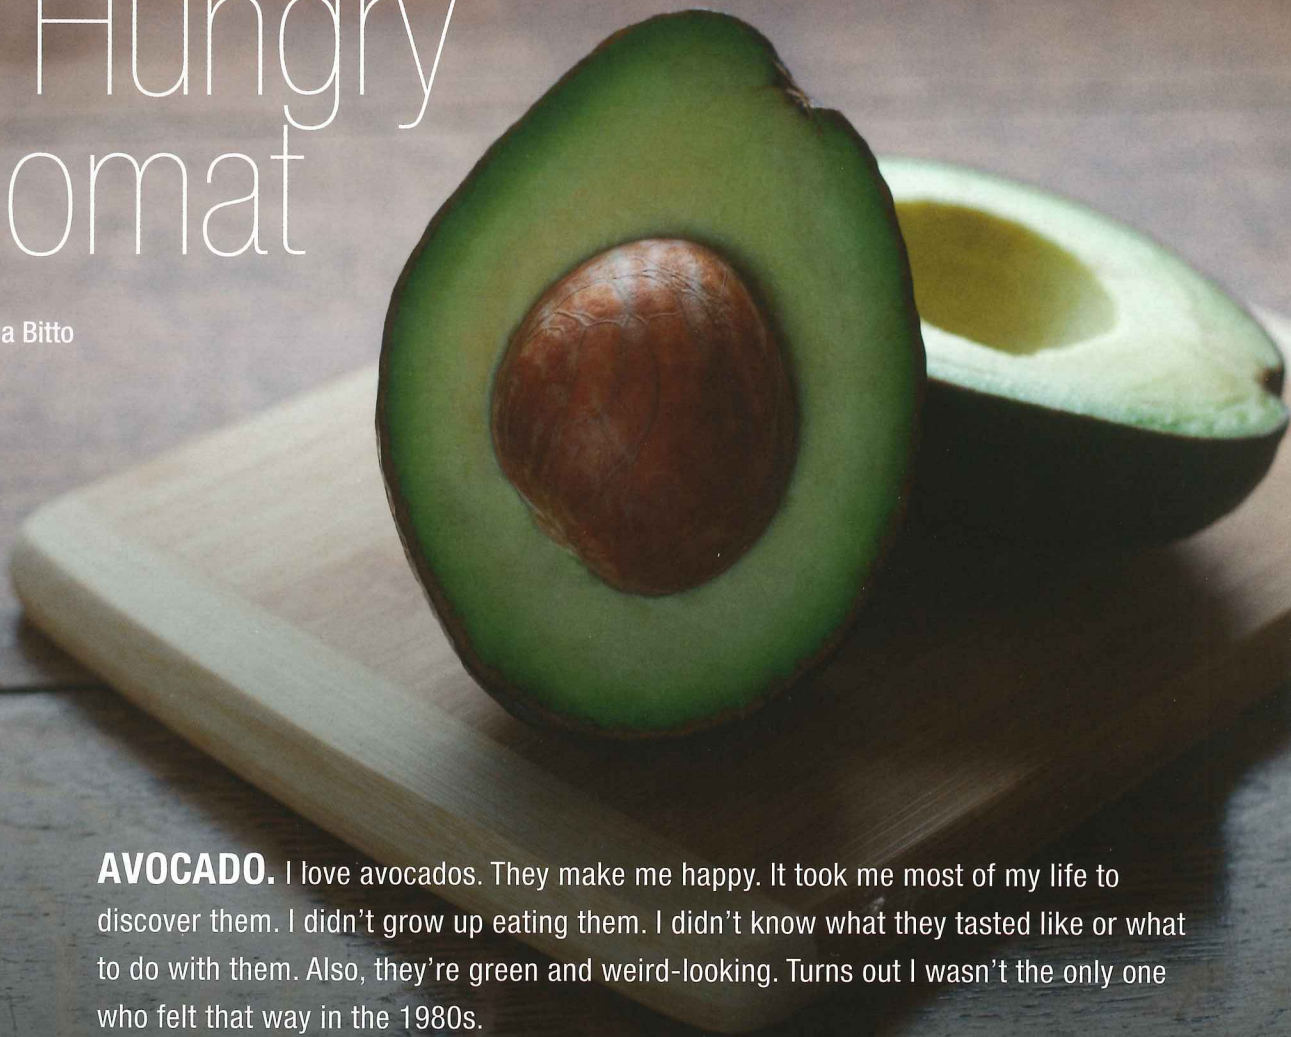 Hungry
omat
a Bitto
AVOCADO. I love avocados. They make me happy. It took me most of my life to
discover them. I didn't grow up eating them. I didn't know what they tasted like or what
to do with them. Also, they're green and weird-looking. Turns out I wasn't the only one
who felt that way in the 1980s.